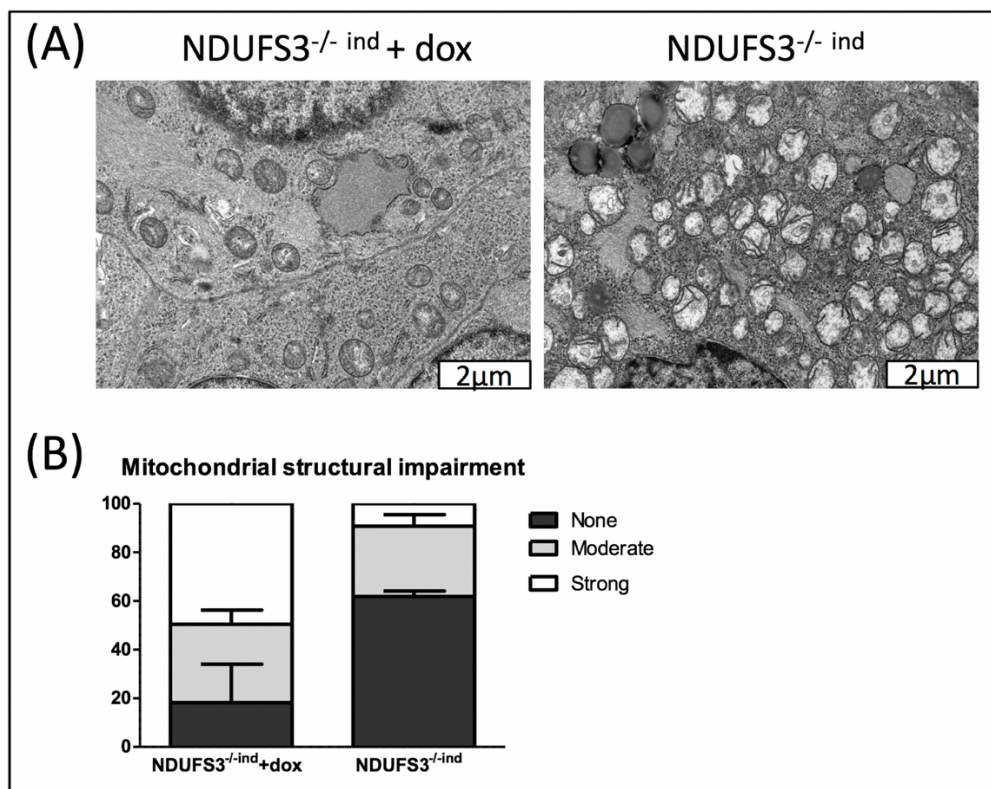 (A)
NDUFS3-/- ind + dox
NDUFS3-/- ind
2µm
2µm
(B)
Mitochondrial structural impairment
100
80
60
40
20
0
None
Moderate
Strong
NDUFS3-/-ind+dox
NDUFS3-/-ind